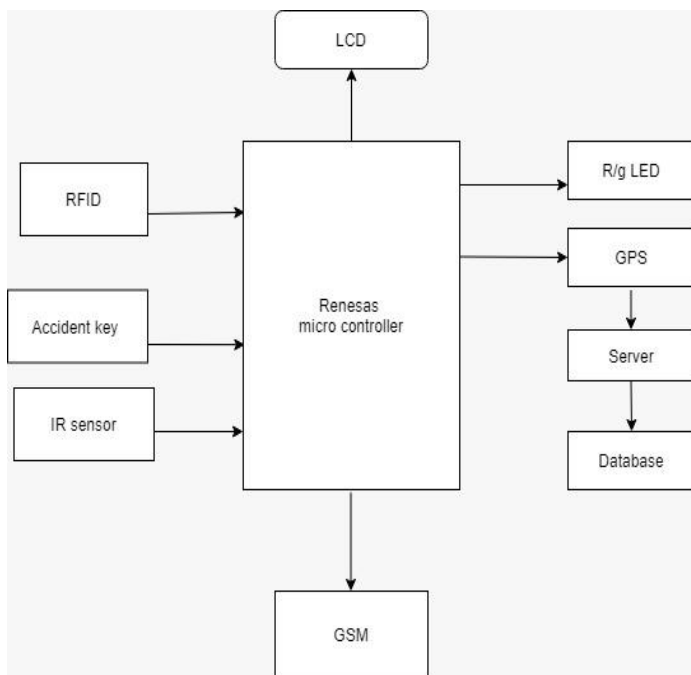 LCD
RFID
R/g LED
GPS
Renesas
micro controller
Accident key
Server
IR sensor
Database
GSM